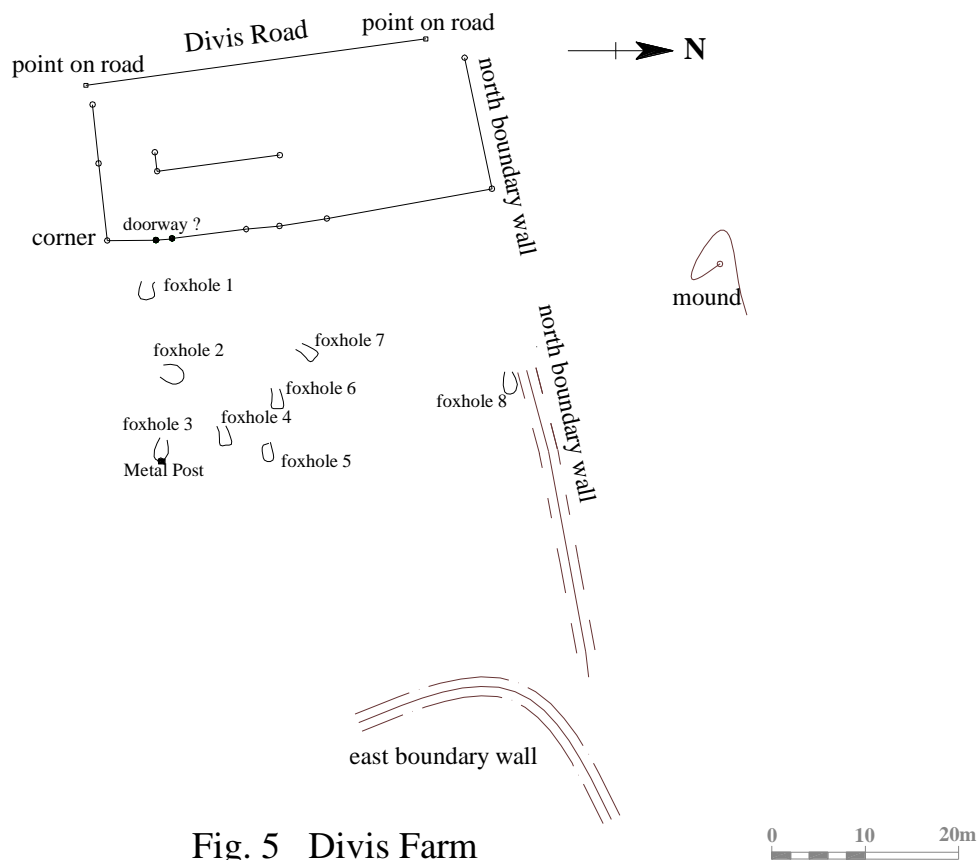 Divis Road
point on road
point on road
N
north boundary wall
corner
doorway ?
foxhole 1
mound
foxhole 2
foxhole 7
north boundary wall
foxhole 6
foxhole 8
foxhole 3
foxhole 4
foxhole 5
Metal Post
east boundary wall
Fig. 5 Divis Farm
0 10 20m